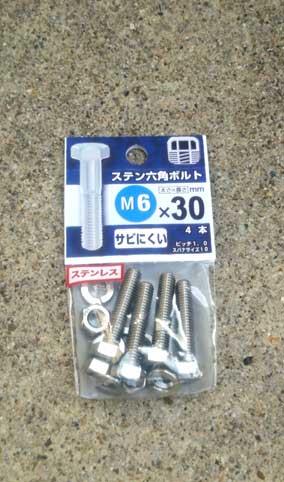 ステン六角ボルト
M6
太さ×長さ mm
×30
4本
サビにくい
ピッチ1.0
スパナサイズ10
ステンレス